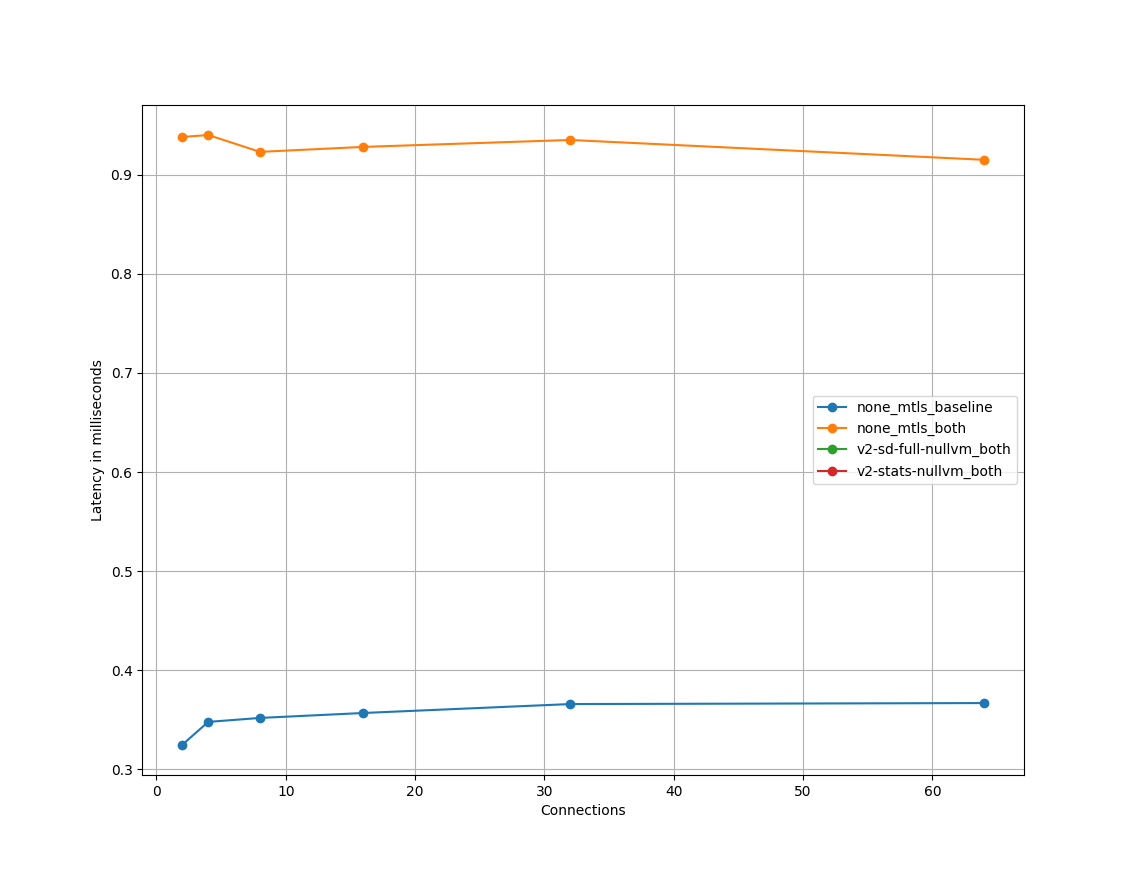 0.9
0.8
0.7
0.6
0.5
0.4
0.3
Latency in milliseconds
none_mtls_baseline
none_mtls_both
v2-sd-full-nullvm_both
v2-stats-nullvm_both
0 10 20 30 40 50 60
Connections